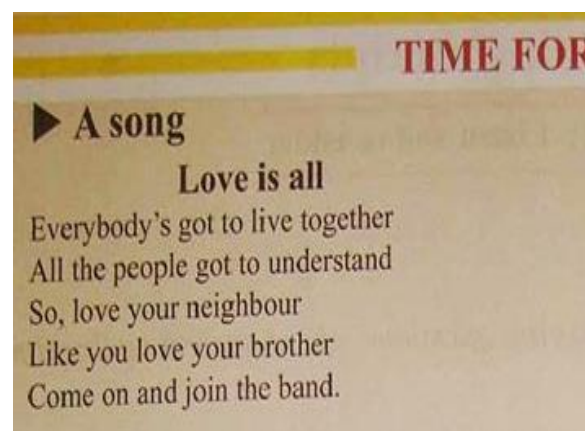 TIME FOR
▶ A song
Love is all
Everybody's got to live together
All the people got to understand
So, love your neighbour
Like you love your brother
Come on and join the band.